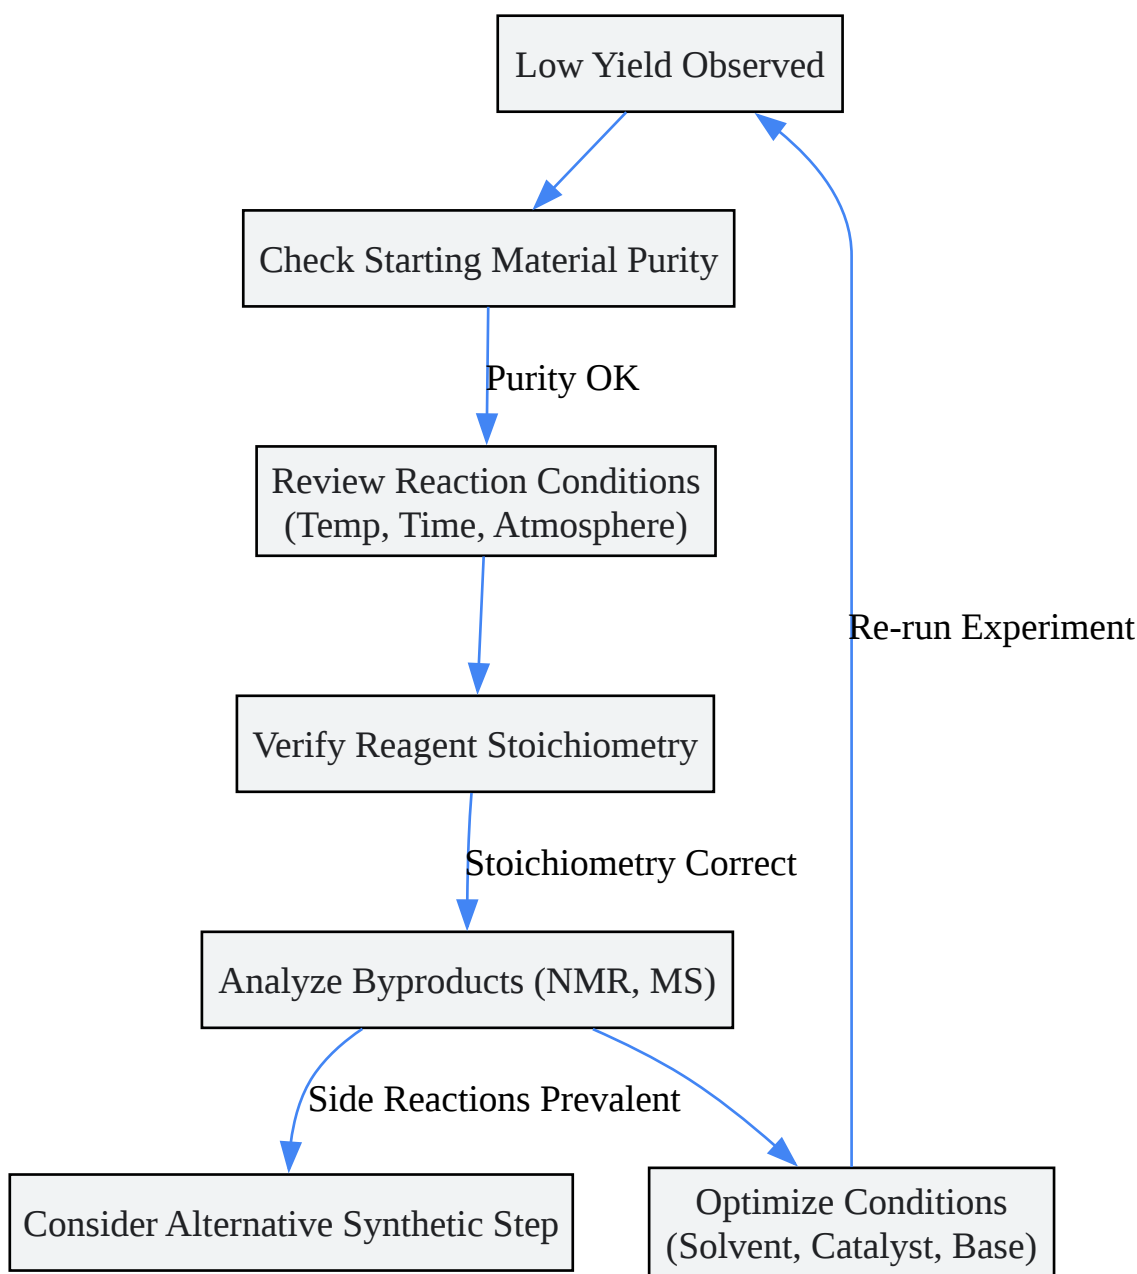 Low Yield Observed
Check Starting Material Purity
Purity OK
Review Reaction Conditions
(Temp, Time, Atmosphere)
Re-run Experiment
Verify Reagent Stoichiometry
Stoichiometry Correct
Analyze Byproducts (NMR, MS)
Side Reactions Prevalent
Consider Alternative Synthetic Step
Optimize Conditions
(Solvent, Catalyst, Base)